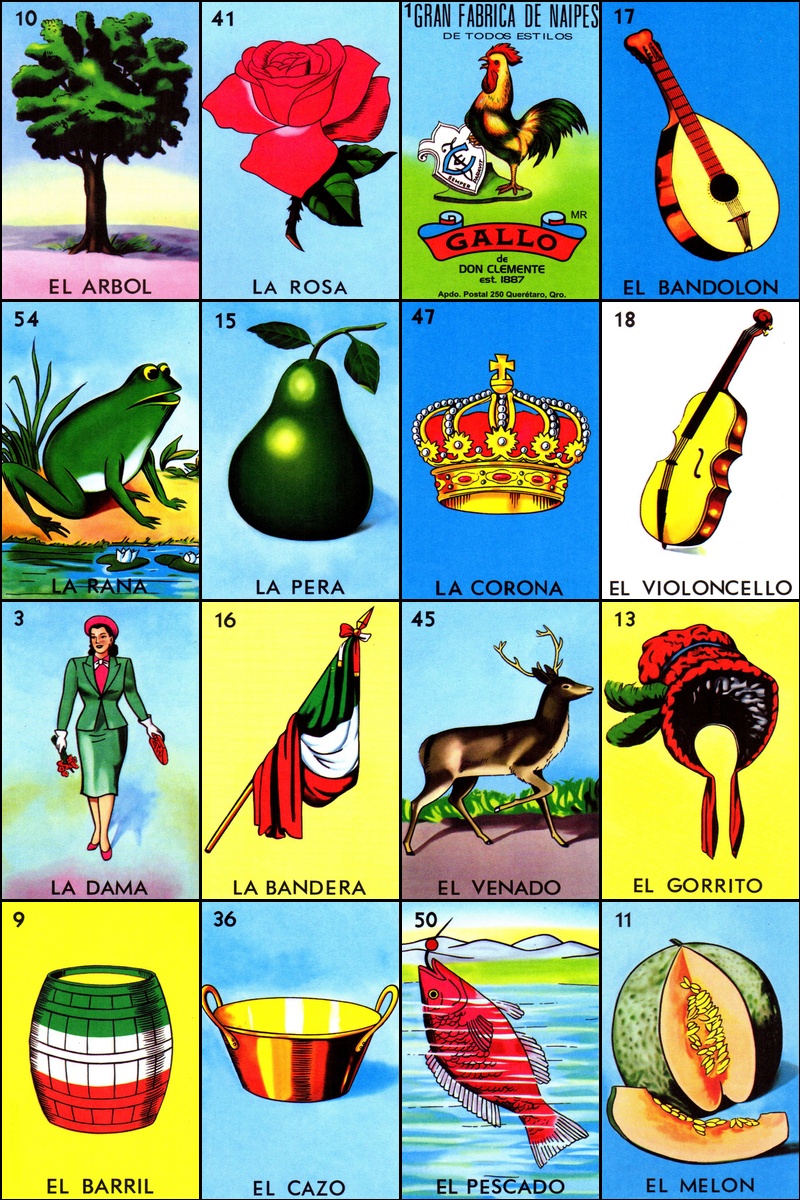 10
EL ARBOL
41
LA ROSA
1
GRAN FABRICA DE NAIPES
DE TODOS ESTILOS
SEMPER
GALLO
MR
de
DON CLEMENTE
est. 1887
Apdo. Postal 250 Querétaro, Qro.
17
EL BANDOLON
54
LA RANA
15
LA PERA
47
LA CORONA
18
EL VIOLONCELLO
3
LA DAMA
16
LA BANDERA
45
EL VENADO
13
EL GORRITO
9
EL BARRIL
36
EL CAZO
50
EL PESCADO
11
EL MELON